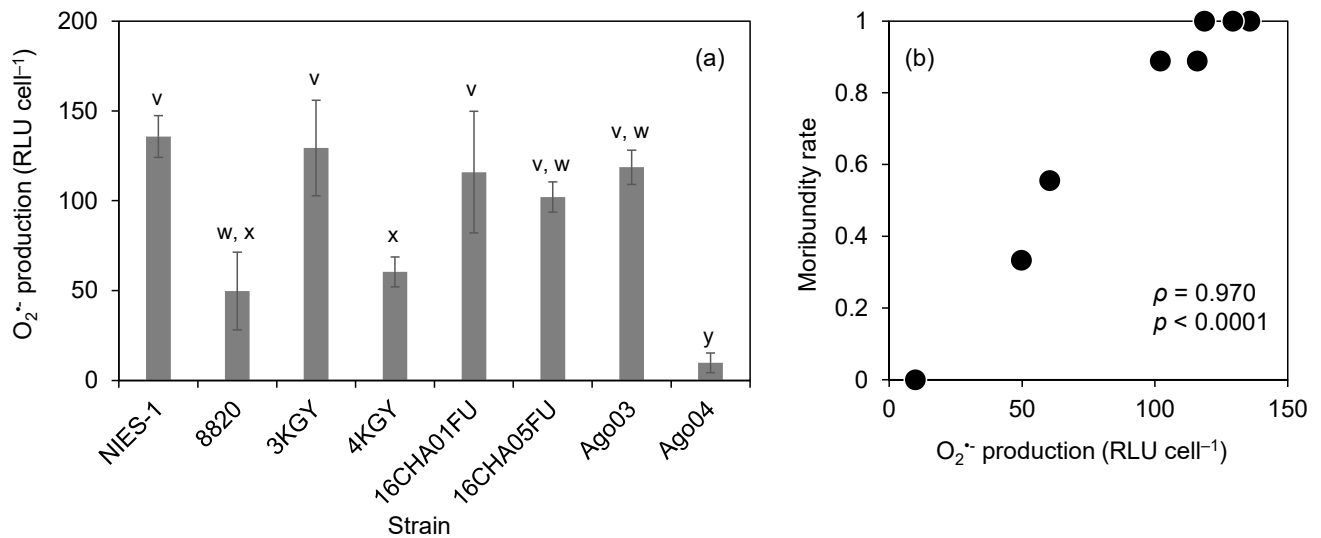 200
150
100
50
0
O₂•- production (RLU cell⁻¹)
(a)
v
w, x
v
x
v
v, w
v, w
y
NIES-1
8820
3KGY
4KGY
16CHA01FU
16CHA05FU
Ago03
Ago04
Strain
1
0.8
0.6
0.4
0.2
0
Moribundity rate
(b)
ρ = 0.970
p < 0.0001
0
50
100
150
O₂•- production (RLU cell⁻¹)